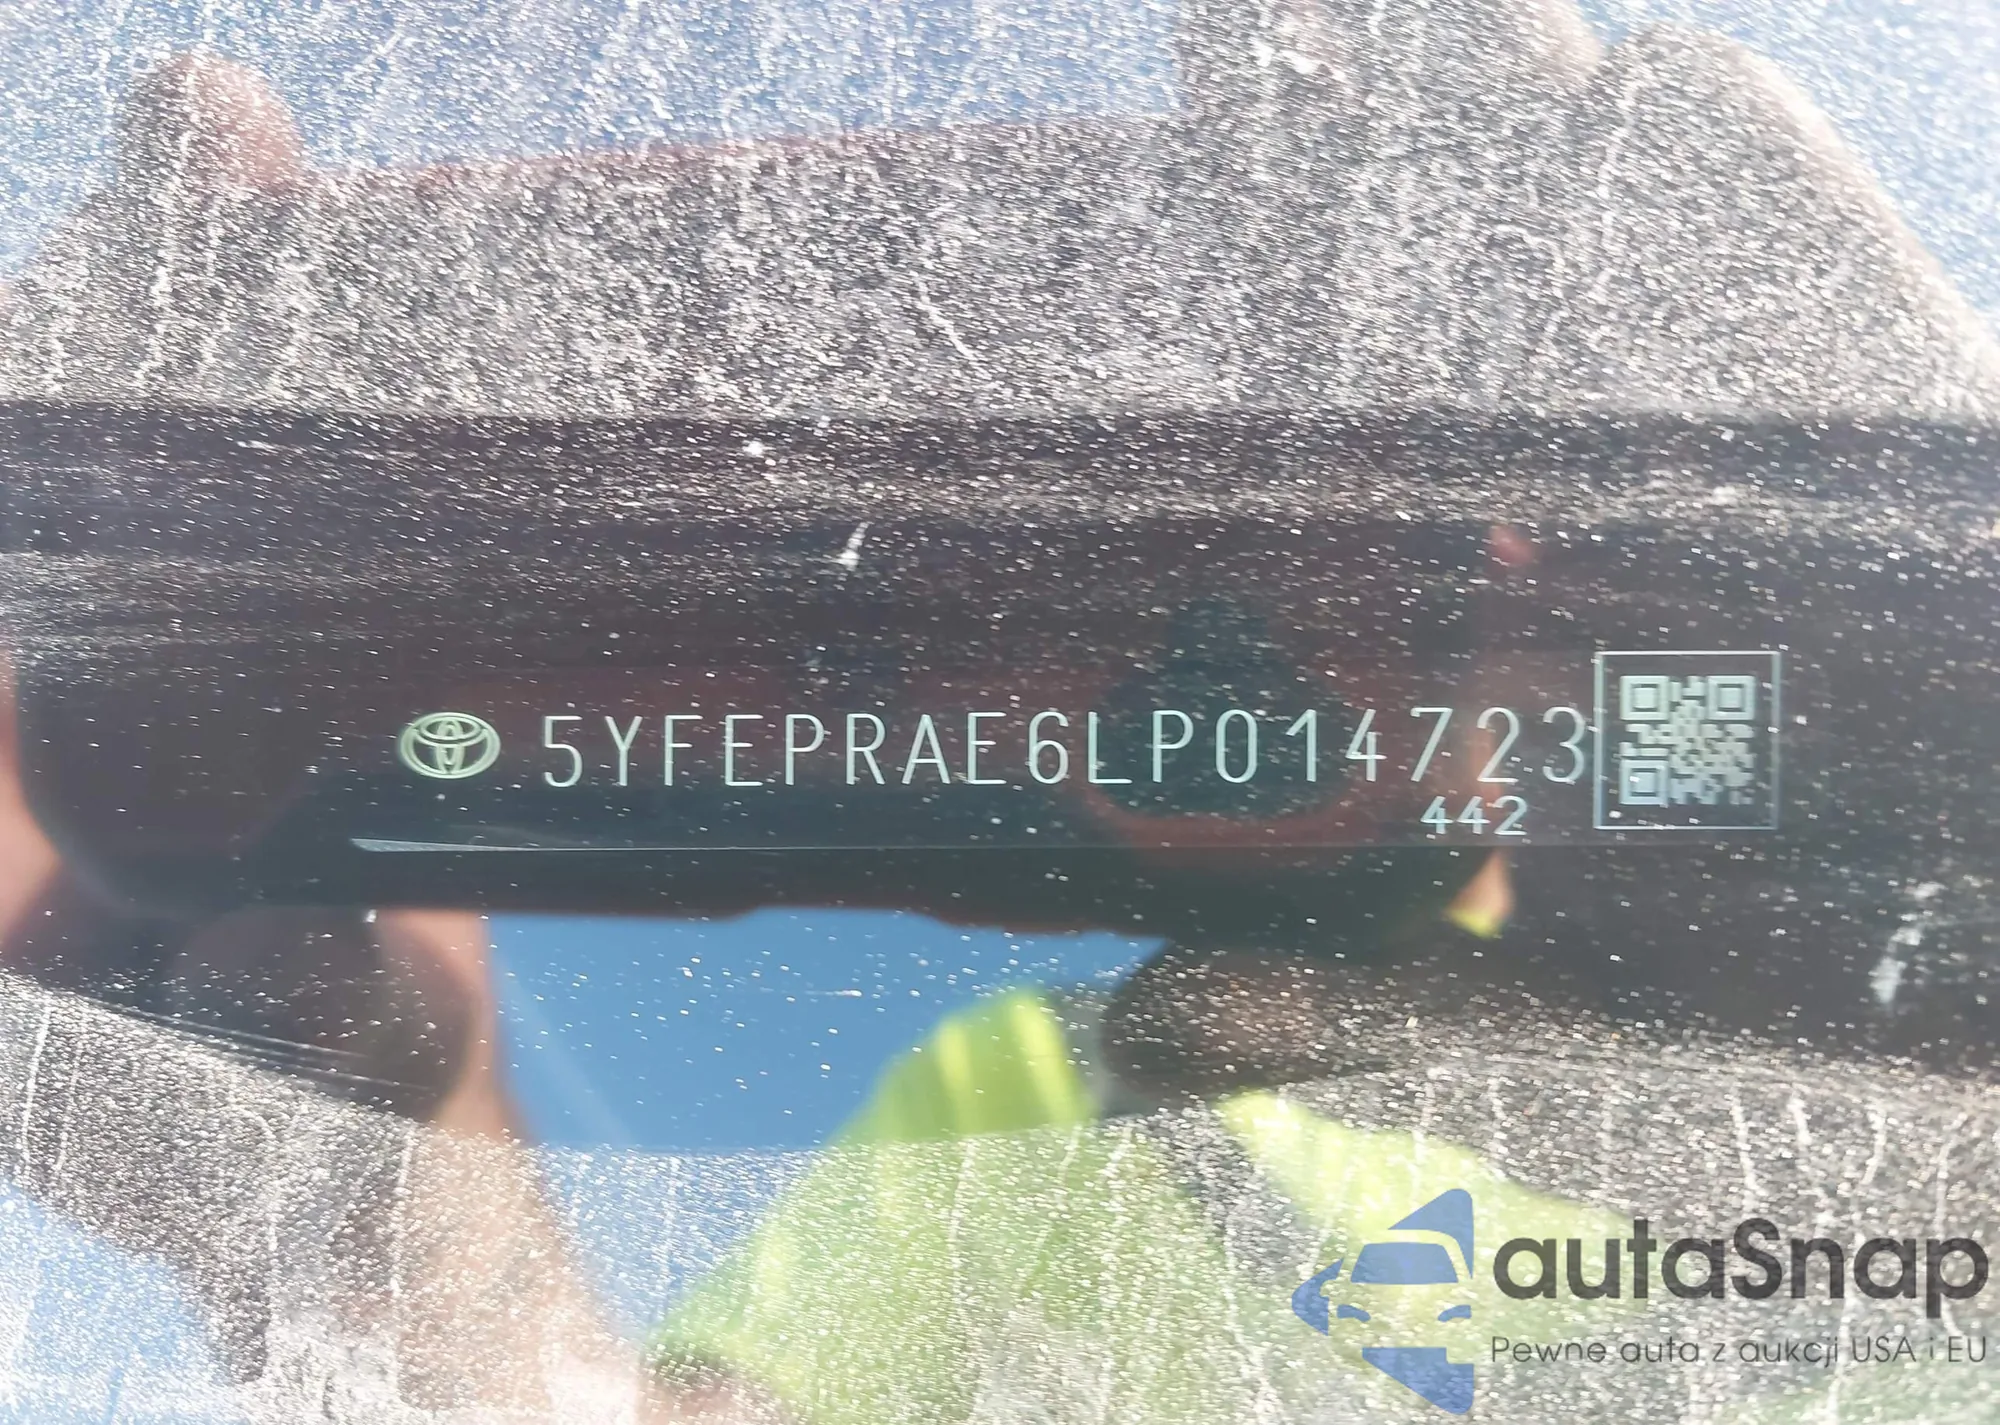 5YFEPRAE6LP014723
442
autaSnap
Pewne auta z aukcji USA i EU